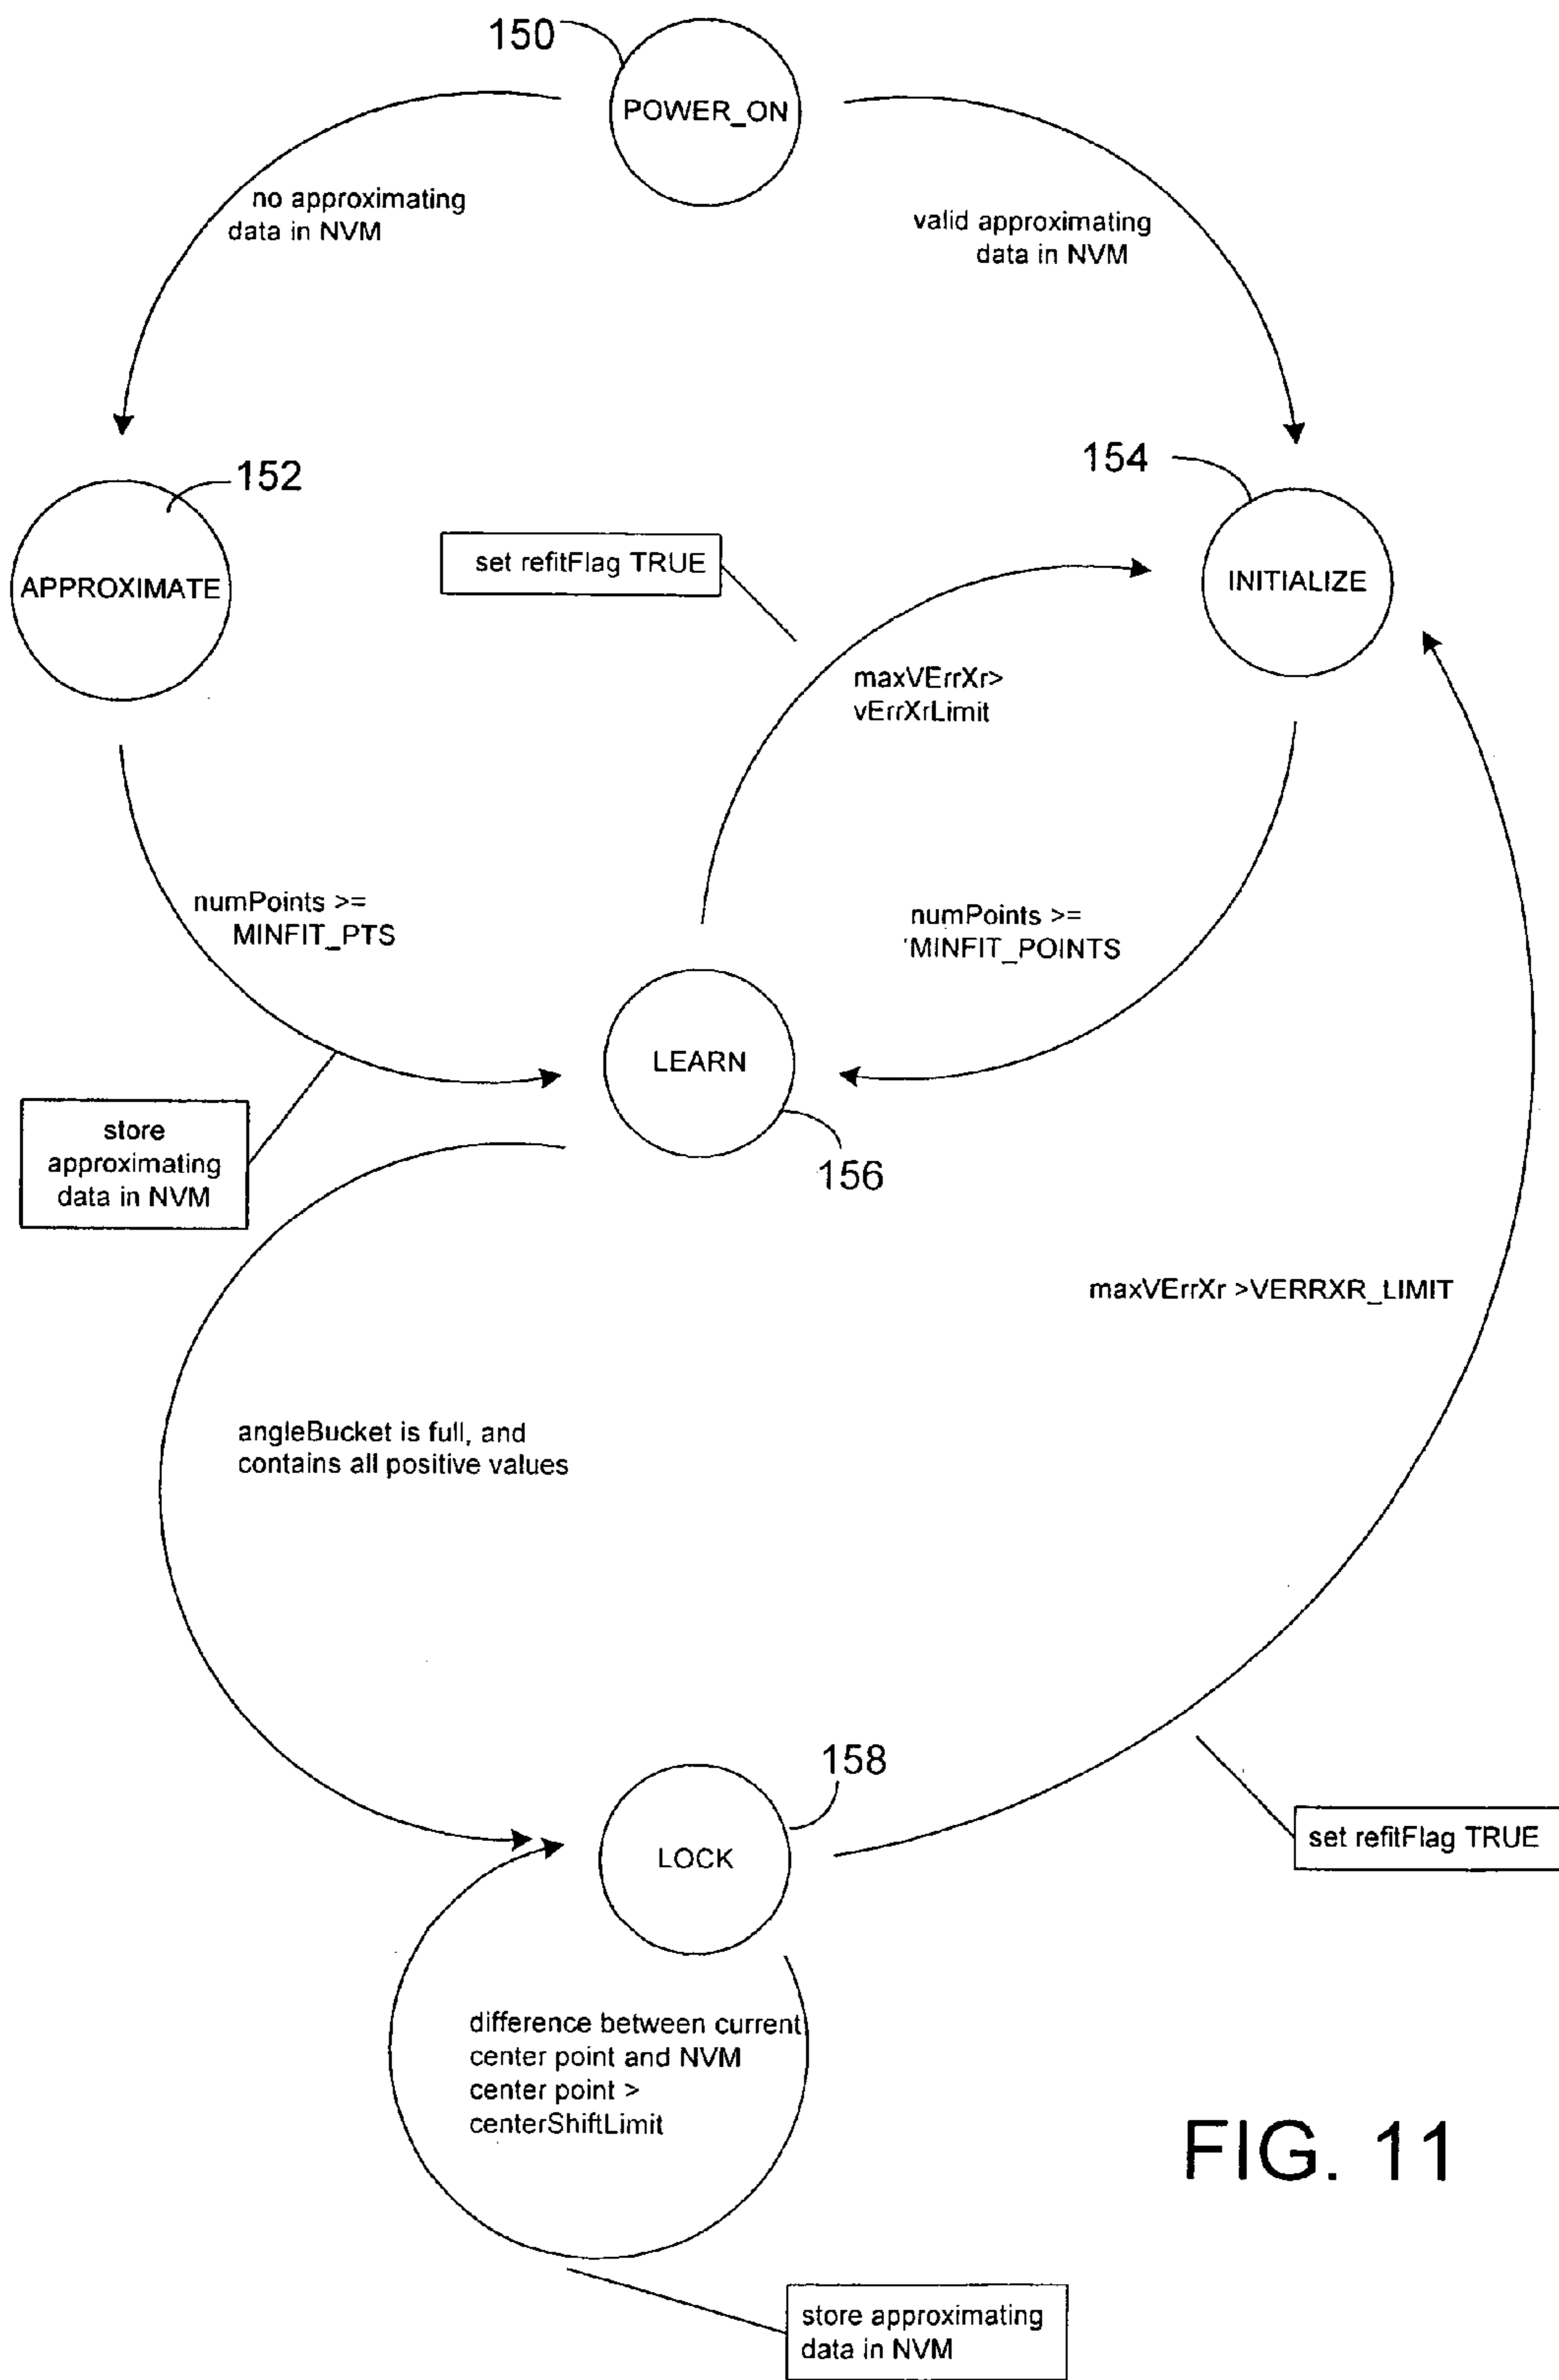 150
POWER_ON
no approximating
data in NVM
valid approximating
data in NVM
152
154
set refitFlag TRUE
APPROXIMATE
INITIALIZE
maxVErrXr>
vErrXrLimit
numPoints >=
MINFIT_PTS
numPoints >=
MINFIT_POINTS
LEARN
store
approximating
data in NVM
156
maxVErrXr >VERRXR_LIMIT
angleBucket is full, and
contains all positive values
158
set refitFlag TRUE
LOCK
difference between current
center point and NVM
center point >
centerShiftLimit
FIG. 11
store approximating
data in NVM